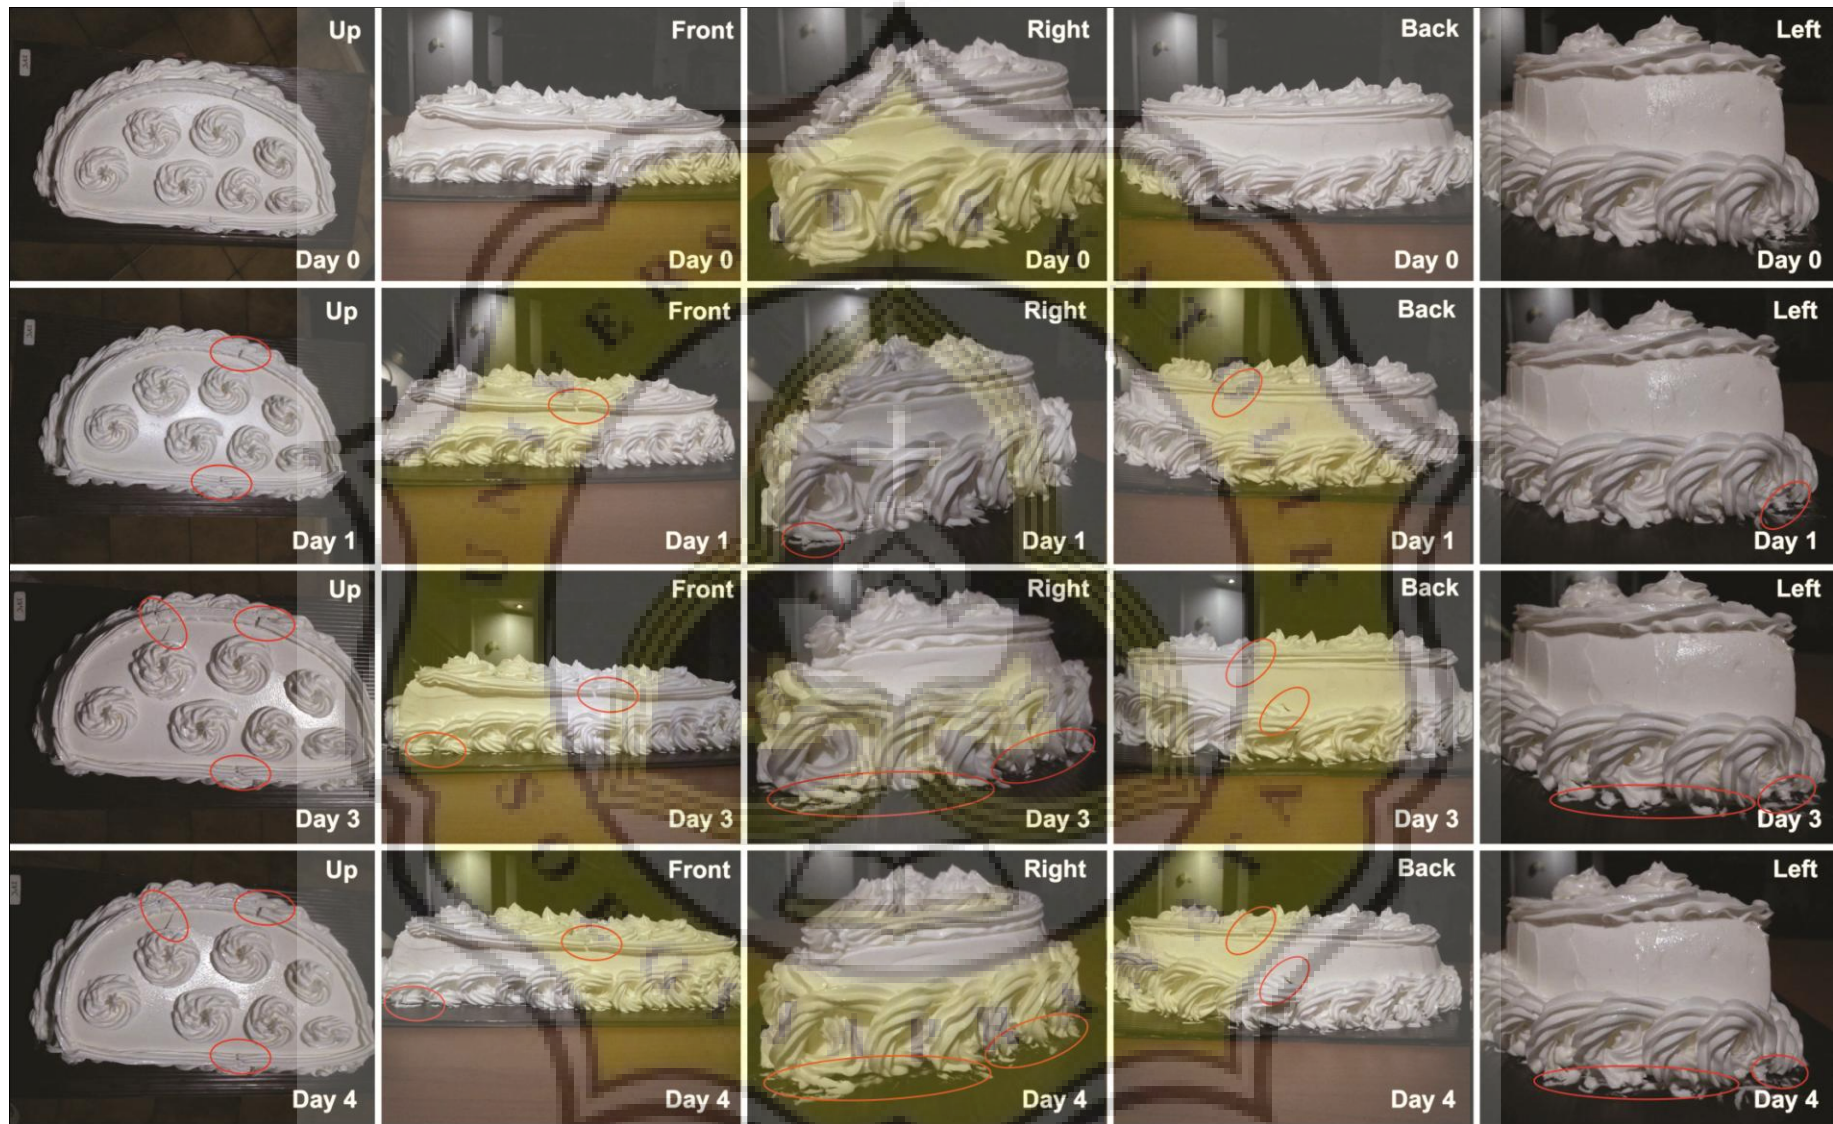 Up Front Right Back Left
Day 0 Day 0 Day 0 Day 0 Day 0
Up Front Right Back Left
Day 1 Day 1 Day 1 Day 1 Day 1
Up Front Right Back Left
Day 3 Day 3 Day 3 Day 3 Day 3
Up Front Right Back Left
Day 4 Day 4 Day 4 Day 4 Day 4